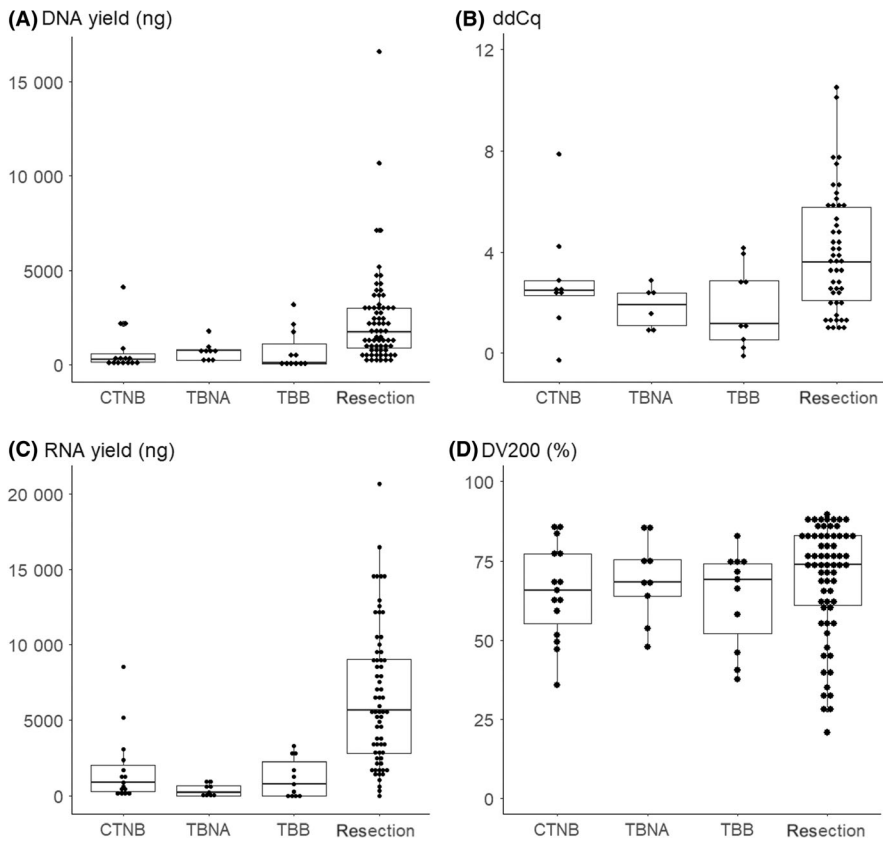 (A) DNA yield (ng)
15 000
10 000
5000
0
CTNB TBNA TBB Resection
(B) ddCq
12
8
4
0
CTNB TBNA TBB Resection
(C) RNA yield (ng)
20 000
15 000
10 000
5000
0
CTNB TBNA TBB Resection
(D) DV200 (%)
100
75
50
25
0
CTNB TBNA TBB Resection